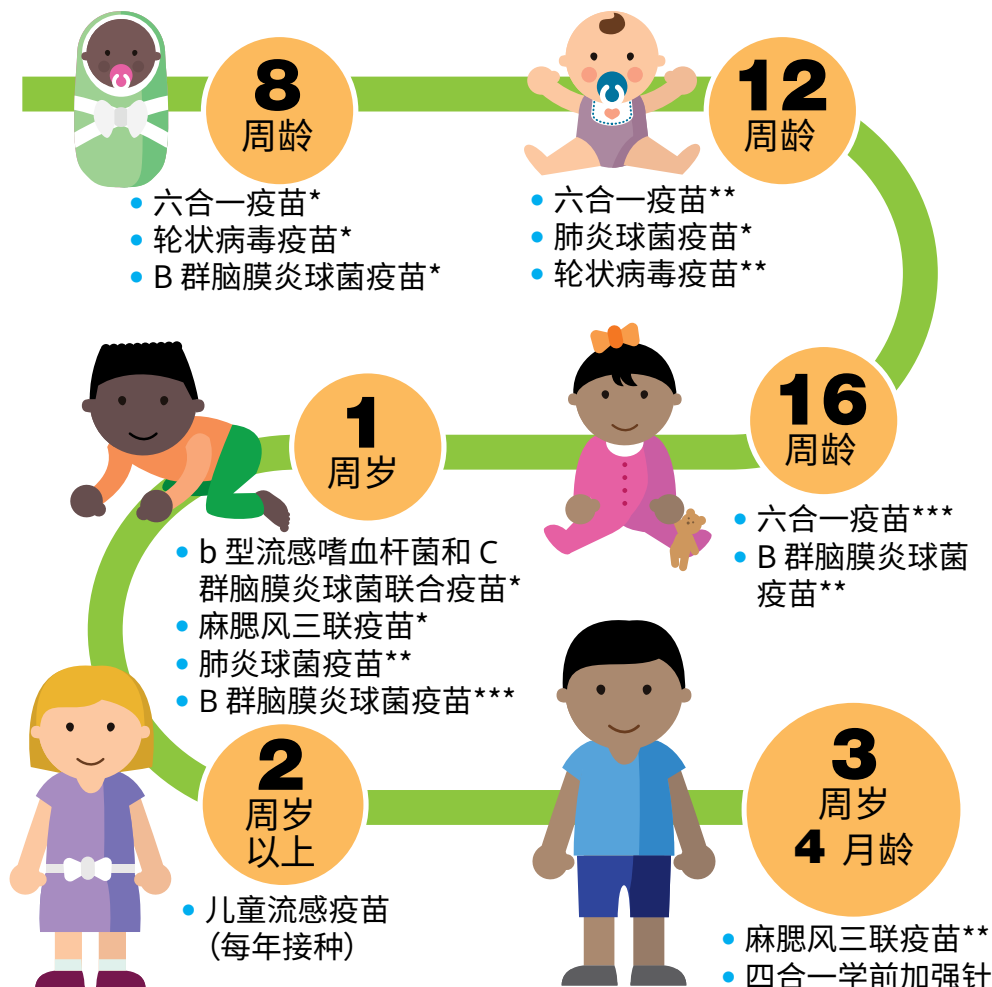 8
周龄
• 六合一疫苗*
• 轮状病毒疫苗*
• B 群脑膜炎球菌疫苗*
12
周龄
• 六合一疫苗**
• 肺炎球菌疫苗*
• 轮状病毒疫苗**
16
周龄
• 六合一疫苗***
• B 群脑膜炎球菌
疫苗**
1
周岁
• b 型流感嗜血杆菌和 C
群脑膜炎球菌联合疫苗*
• 麻腮风三联疫苗*
• 肺炎球菌疫苗**
• B 群脑膜炎球菌疫苗***
2
周岁
以上
• 儿童流感疫苗
（每年接种）
3
周岁
4 月龄
• 麻腮风三联疫苗**
• 四合一学前加强针